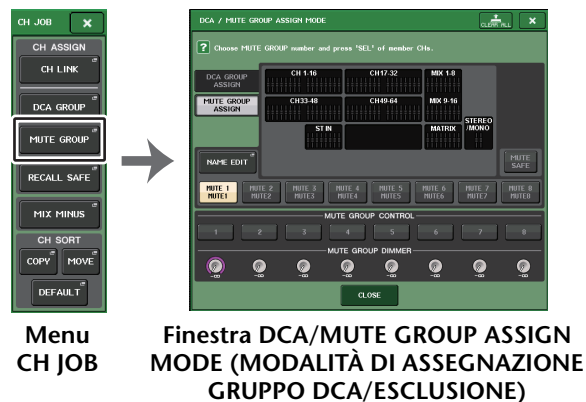 CH JOB
CH ASSIGN
CH LINK
DCA GROUP
MUTE GROUP
RECALL SAFE
MIX MINUS
CH SORT
COPY MOVE
DEFAULT
DCA / MUTE GROUP ASSIGN MODE
CLEAR ALL
? Choose MUTE GROUP number and press "SEL" of member CHs.
DCA GROUP
ASSIGN
MUTE GROUP
ASSIGN
CH 1-16 CH17-32 MIX 1-8
CH33-48 CH49-64 MIX 9-16
STEREO
/MONO
ST IN MATRIX
NAME EDIT
MUTE
SAFE
MUTE 1 MUTE 2 MUTE 3 MUTE 4 MUTE 5 MUTE 6 MUTE 7 MUTE 8
MUTE1 MUTE2 MUTE3 MUTE4 MUTE5 MUTE6 MUTE7 MUTE8
MUTE GROUP CONTROL
1 2 3 4 5 6 7 8
MUTE GROUP DIMMER
-∞ -∞ -∞ -∞ -∞ -∞ -∞ -∞
CLOSE
Menu
CH JOB
Finestra DCA/MUTE GROUP ASSIGN
MODE (MODALITÀ DI ASSEGNAZIONE
GRUPPO DCA/ESCLUSIONE)